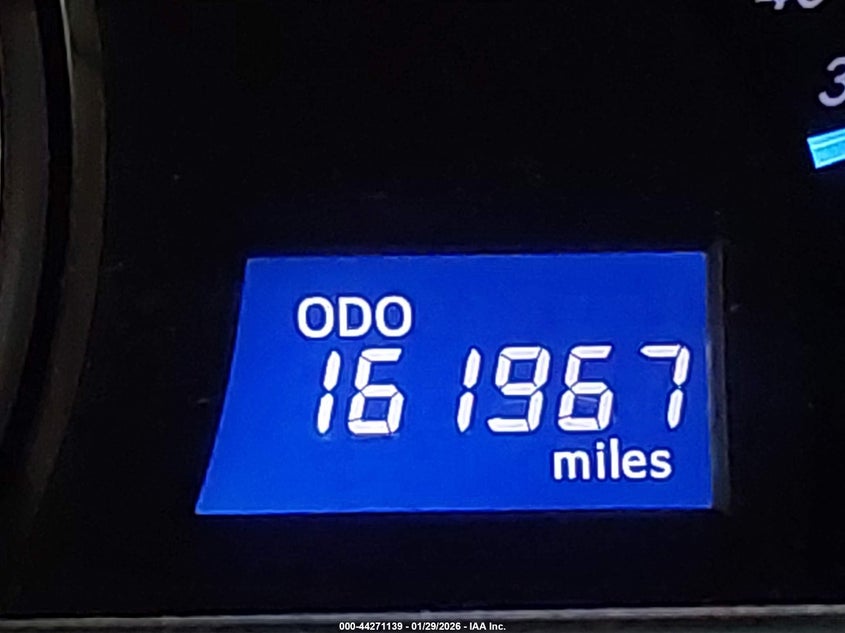 ODO
161967
miles
000-44271139 - 01/29/2026 - IAA Inc.